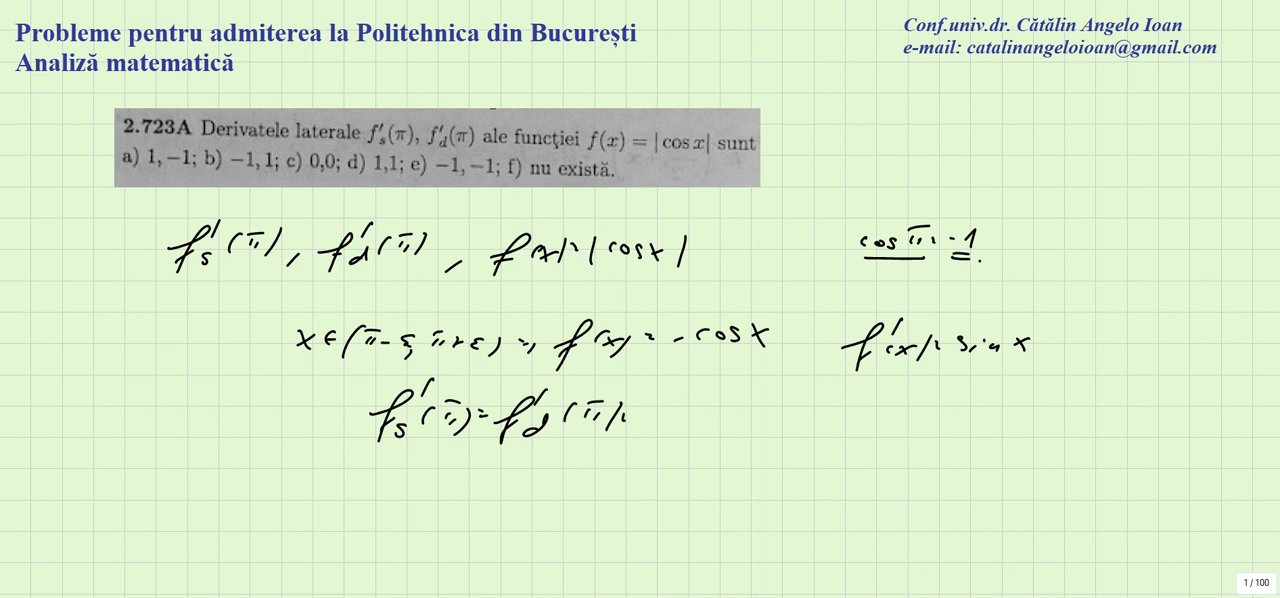 Probleme pentru admiterea la Politehnica din București
Analiză matematică
Conf.univ.dr. Cătălin Angelo Ioan
e-mail: catalinangeloioan@gmail.com
2.723A Derivatele laterale f′ₛ(π), f′d(π) ale funcţiei f(x) = |cos x| sunt
a) 1, −1; b) −1, 1; c) 0,0; d) 1,1; e) −1, −1; f) nu există.
f′ₛ(π), f′d(π), f(x)=|cosx|
cos π = -1.
x∈(π-ε, π+ε) ⇒ f(x) = -cosx
f′(x)= sin x
f′ₛ(π)= f′d(π)=
1 / 100